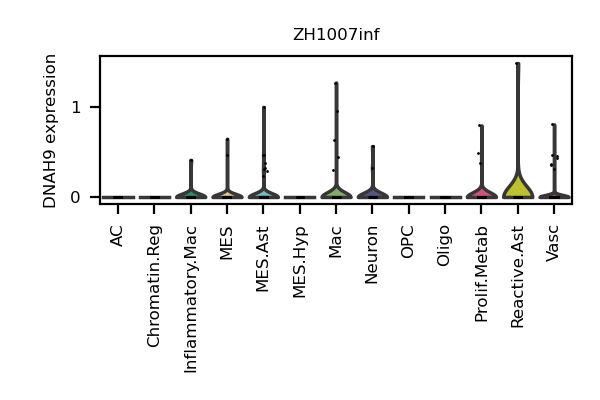 ZH1007inf
DNAH9 expression
1
0
AC
Chromatin.Reg
Inflammatory.Mac
MES
MES.Ast
MES.Hyp
Mac
Neuron
OPC
Oligo
Prolif.Metab
Reactive.Ast
Vasc